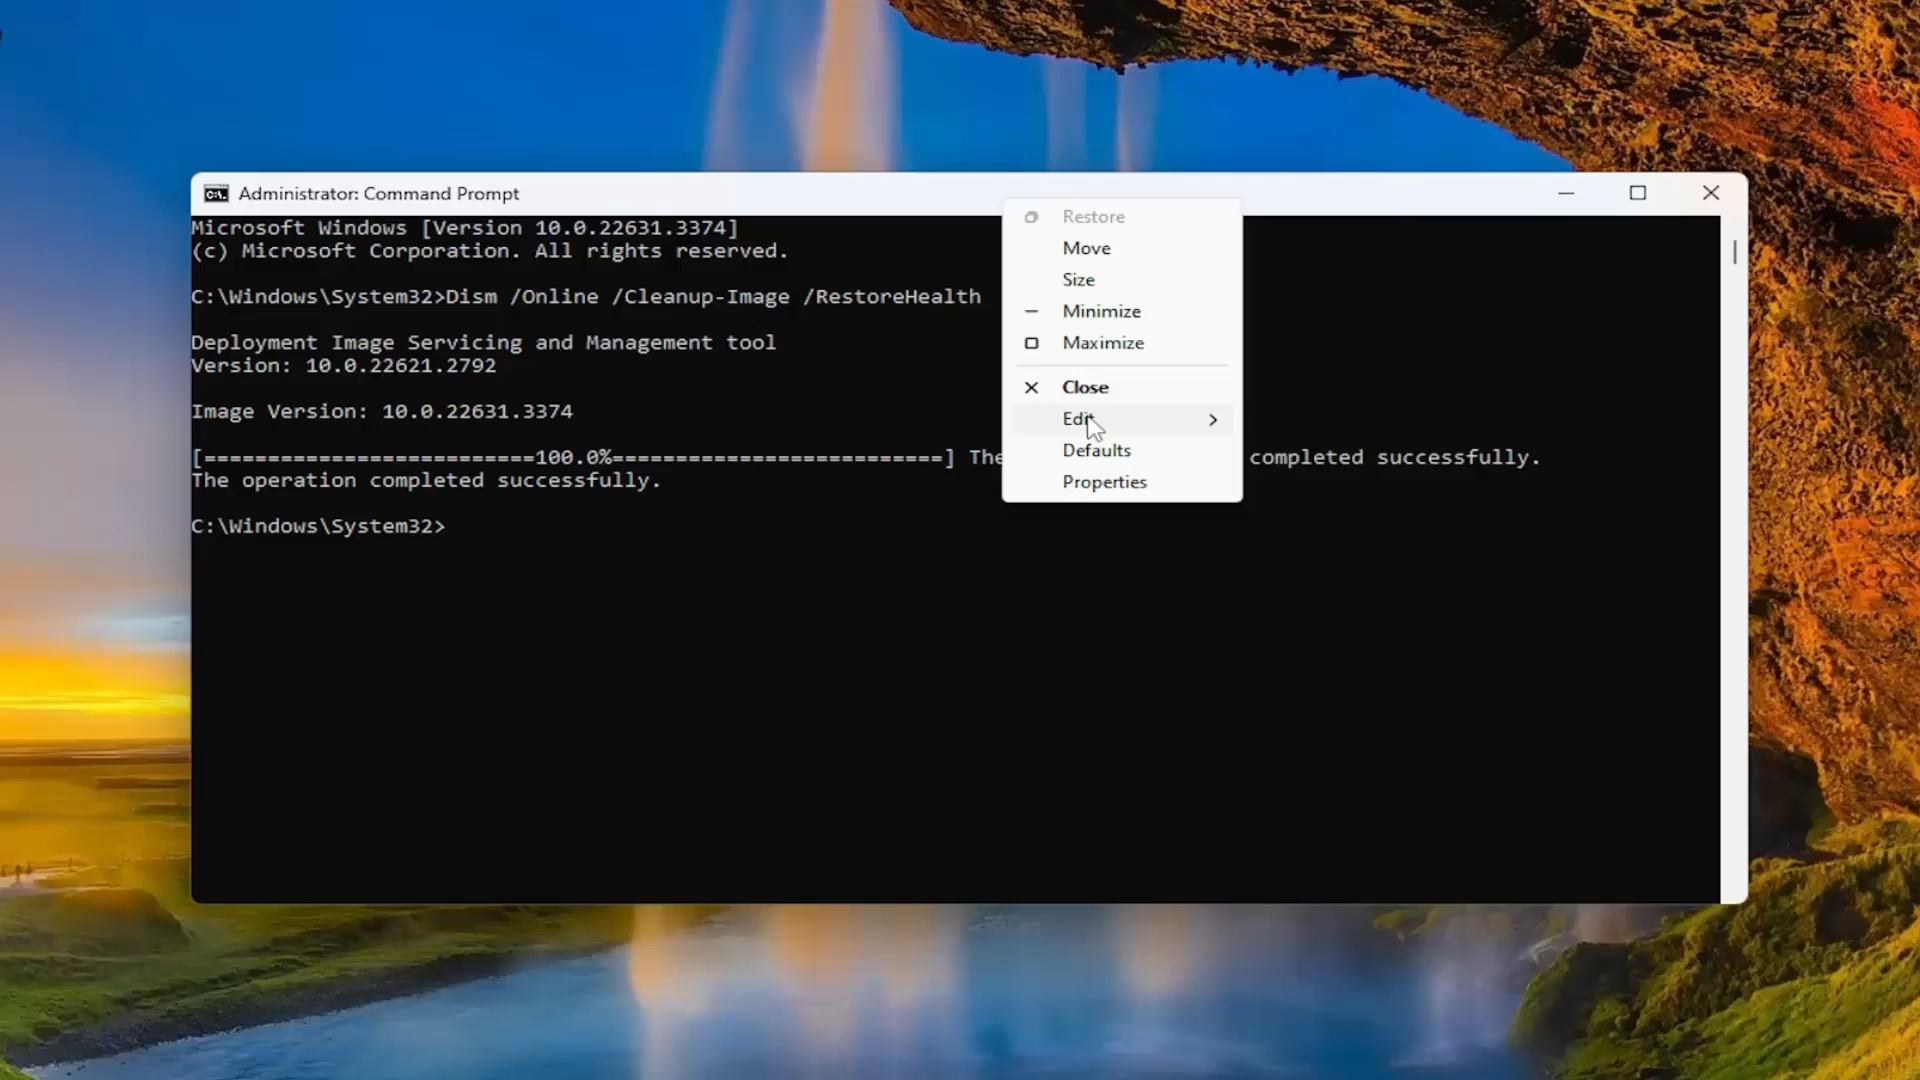 Administrator: Command Prompt
Microsoft Windows [Version 10.0.22631.3374]
(c) Microsoft Corporation. All rights reserved.
C:\Windows\System32>Dism /Online /Cleanup-Image /RestoreHealth
Deployment Image Servicing and Management tool
Version: 10.0.22621.2792
Image Version: 10.0.22631.3374
[==========================100.0%==========================] The completed successfully.
The operation completed successfully.
C:\Windows\System32>
Restore
Move
Size
Minimize
Maximize
Close
Edit
Defaults
Properties